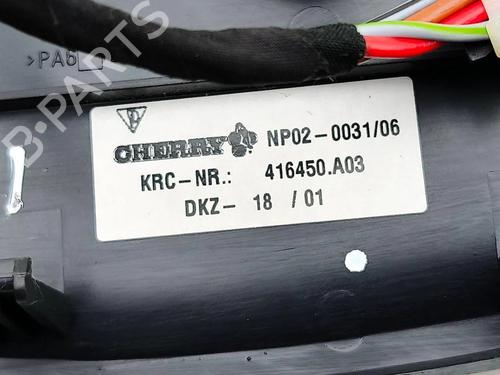 >PA6
B-PARTS
CHERRY NP02-0031/06
KRC-NR.: 416450.A03
DKZ- 18 / 01